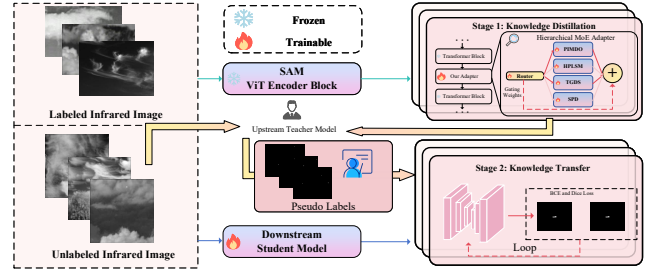 Frozen
Trainable
Labeled Infrared Image
SAM
ViT Encoder Block
Stage 1: Knowledge Distillation
Hierarchical MoE Adapter
. . .
Transformer Block
Our Adapter
Transformer Block
. . .
Router
Gating
Weights
PIMDO
HPLSM
TGDS
SPD
Upstream Teacher Model
Pseudo Labels
Unlabeled Infrared Image
Downstream
Student Model
Stage 2: Knowledge Transfer
BCE and Dice Loss
Loop